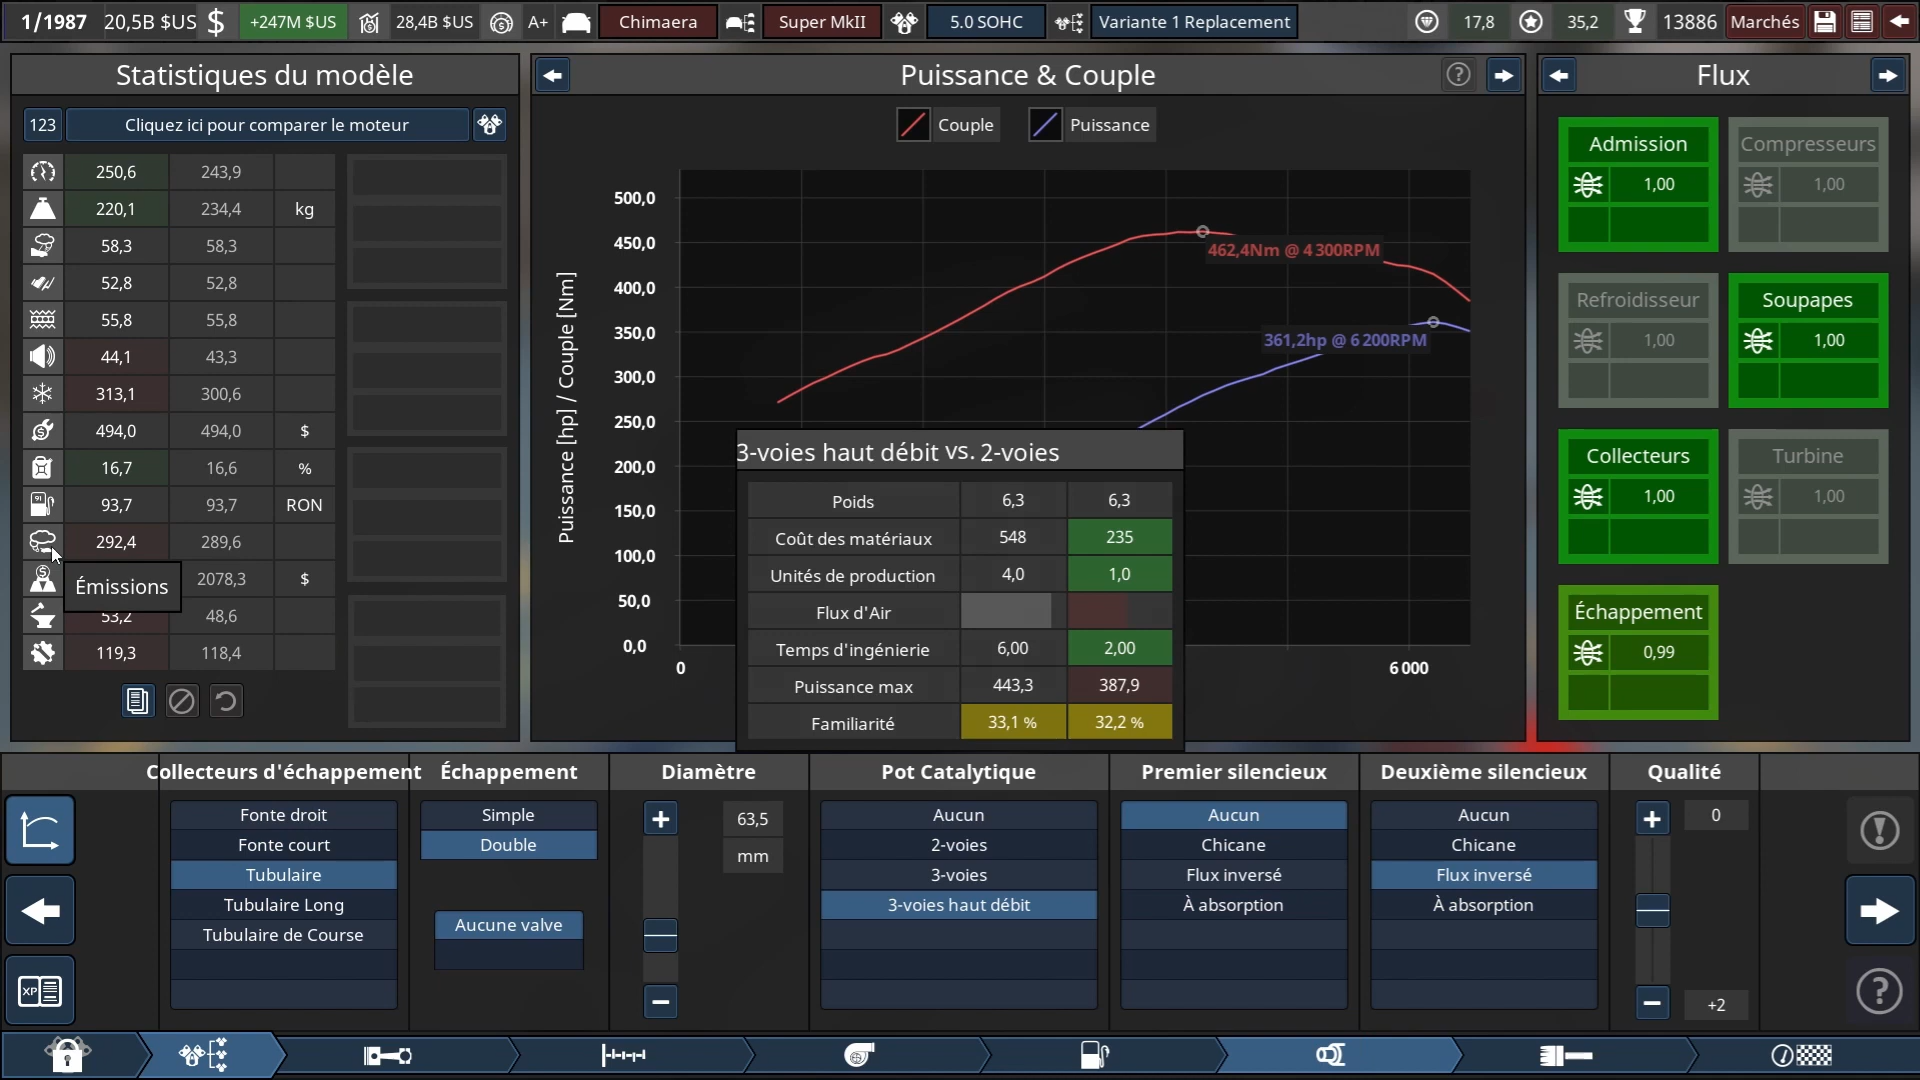 1/1987 20,5B $US $ +247M $US 28,4B $US A+ Chimaera Super MkII 5.0 SOHC Variante 1 Replacement 17,8 35,2 13886 Marchés
Statistiques du modèle
123 Cliquez ici pour comparer le moteur
250,6 243,9
220,1 234,4 kg
58,3 58,3
52,8 52,8
55,8 55,8
44,1 43,3
313,1 300,6
494,0 494,0 $
16,7 16,6 %
93,7 93,7 RON
292,4 289,6
Émissions 2078,3 $
53,2 48,6
119,3 118,4
Puissance & Couple
Couple Puissance
Puissance [hp] / Couple [Nm]
500,0
450,0
400,0
350,0
300,0
250,0
200,0
150,0
100,0
50,0
0,0
0 6 000
462,4Nm @ 4 300RPM
361,2hp @ 6 200RPM
3-voies haut débit vs. 2-voies
Poids 6,3 6,3
Coût des matériaux 548 235
Unités de production 4,0 1,0
Flux d'Air
Temps d'ingénierie 6,00 2,00
Puissance max 443,3 387,9
Familiarité 33,1 % 32,2 %
Flux
Admission Compresseurs
1,00 1,00
Refroidisseur Soupapes
1,00 1,00
Collecteurs Turbine
1,00 1,00
Échappement
0,99
Collecteurs d'échappement
Fonte droit
Fonte court
Tubulaire
Tubulaire Long
Tubulaire de Course
Échappement
Simple
Double
Aucune valve
Diamètre
63,5
mm
Pot Catalytique
Aucun
2-voies
3-voies
3-voies haut débit
Premier silencieux
Aucun
Chicane
Flux inversé
À absorption
Deuxième silencieux
Aucun
Chicane
Flux inversé
À absorption
Qualité
0
+2
XP